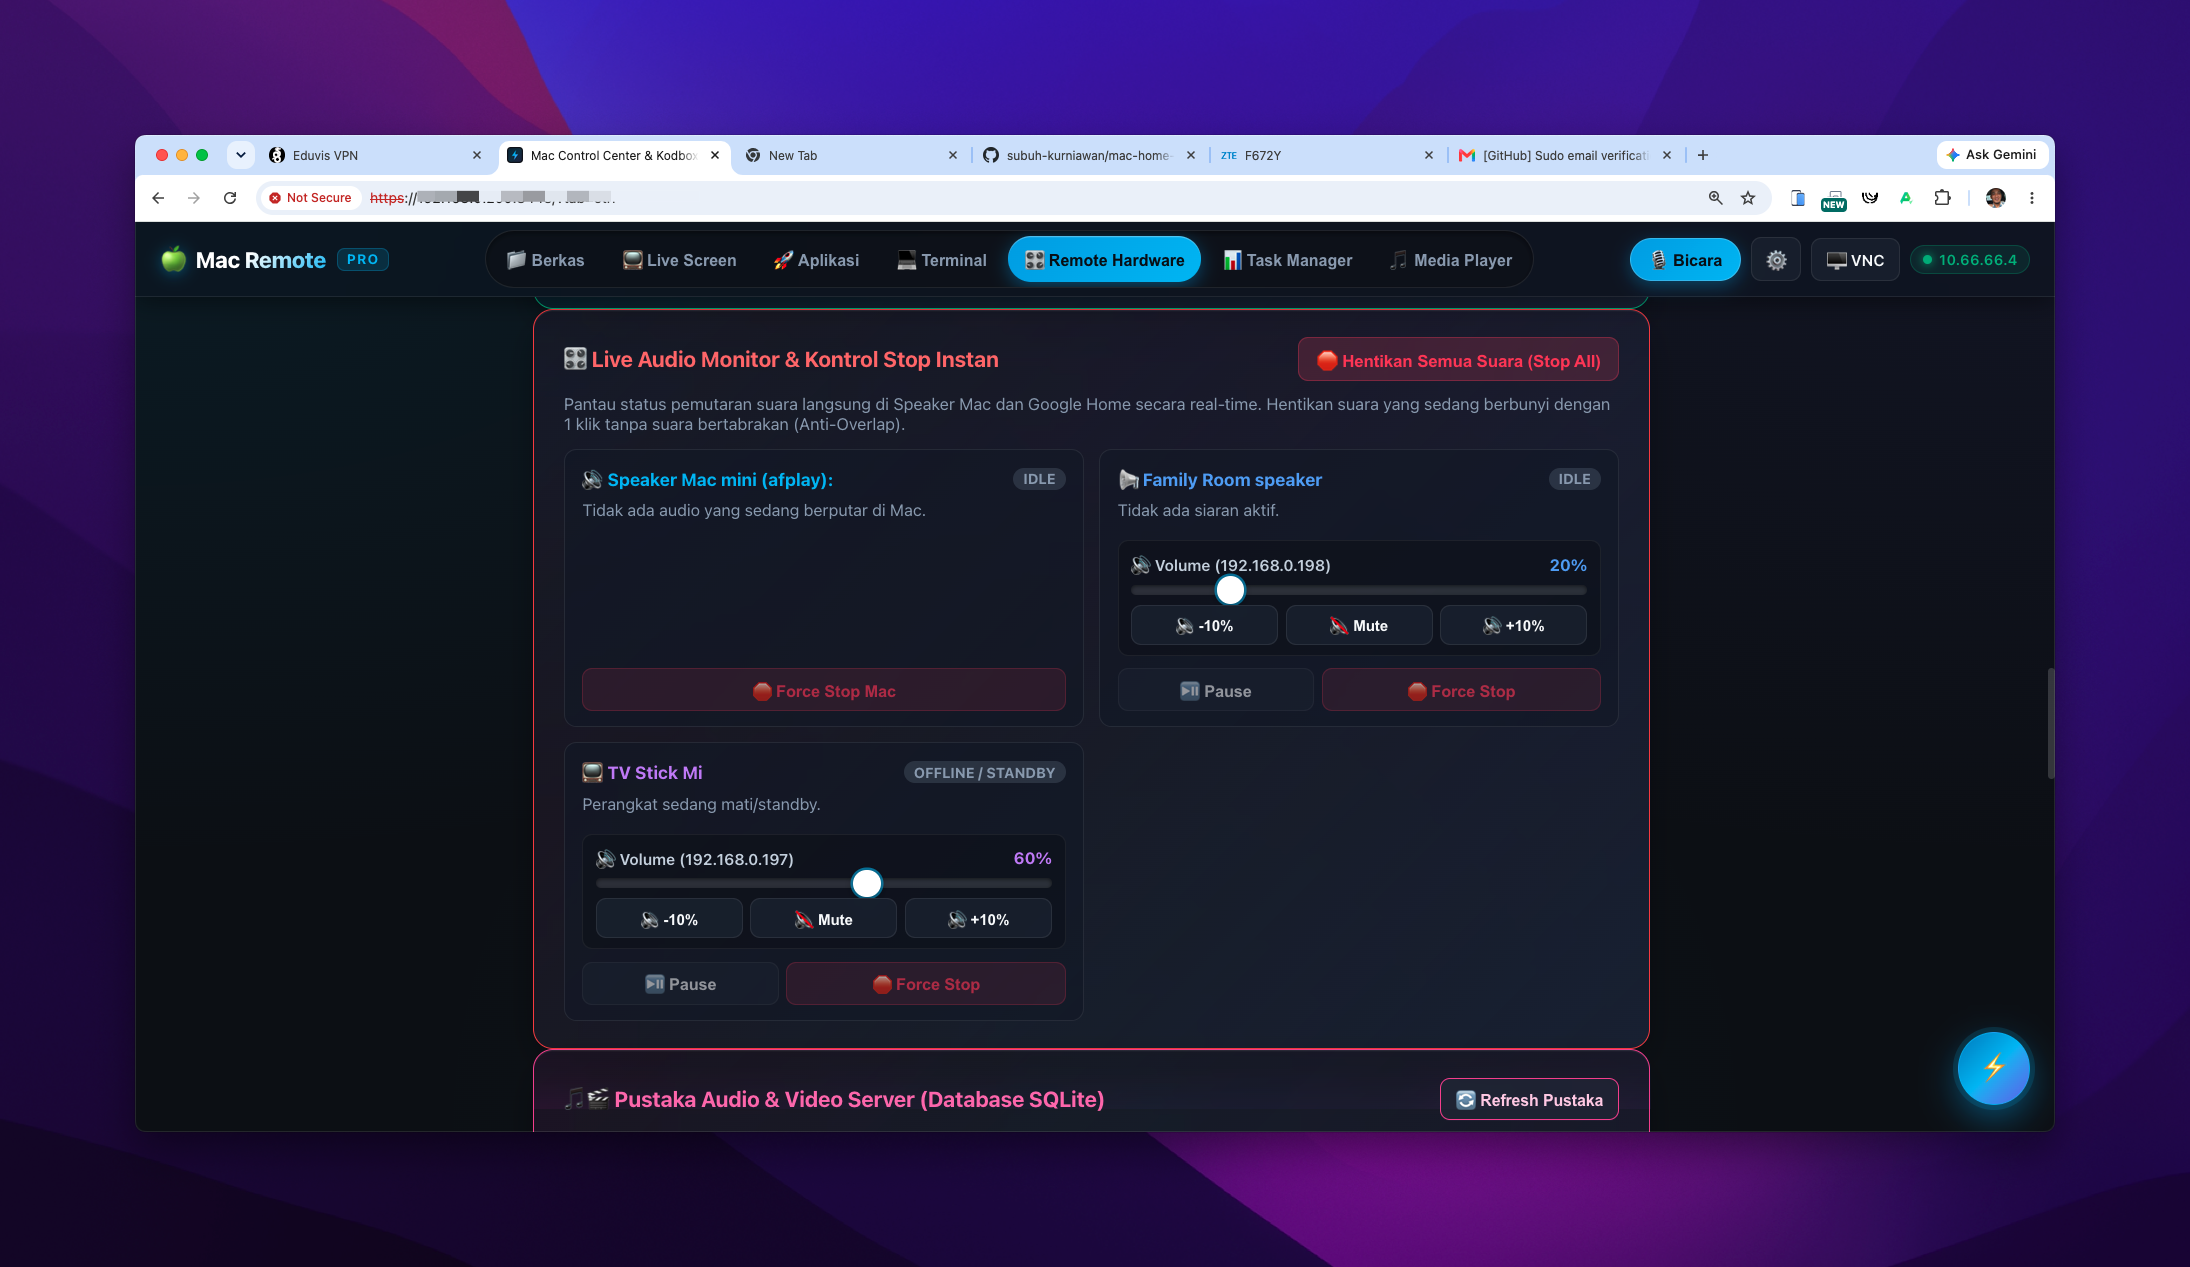 Eduvis VPN
Mac Control Center & Kodbo
New Tab
subuh-kurniawan/mac-home-
ZTE F672Y
[GitHub] Sudo email verificati
Ask Gemini
Not Secure
https://
NEW
Mac Remote PRO
Berkas
Live Screen
Aplikasi
Terminal
Remote Hardware
Task Manager
Media Player
Bicara
VNC
10.66.66.4
Live Audio Monitor & Kontrol Stop Instan
Hentikan Semua Suara (Stop All)
Pantau status pemutaran suara langsung di Speaker Mac dan Google Home secara real-time. Hentikan suara yang sedang berbunyi dengan
1 klik tanpa suara bertabrakan (Anti-Overlap).
Speaker Mac mini (afplay):
IDLE
Tidak ada audio yang sedang berputar di Mac.
Force Stop Mac
Family Room speaker
IDLE
Tidak ada siaran aktif.
Volume (192.168.0.198)
20%
-10%
Mute
+10%
Pause
Force Stop
TV Stick Mi
OFFLINE / STANDBY
Perangkat sedang mati/standby.
Volume (192.168.0.197)
60%
-10%
Mute
+10%
Pause
Force Stop
Pustaka Audio & Video Server (Database SQLite)
Refresh Pustaka